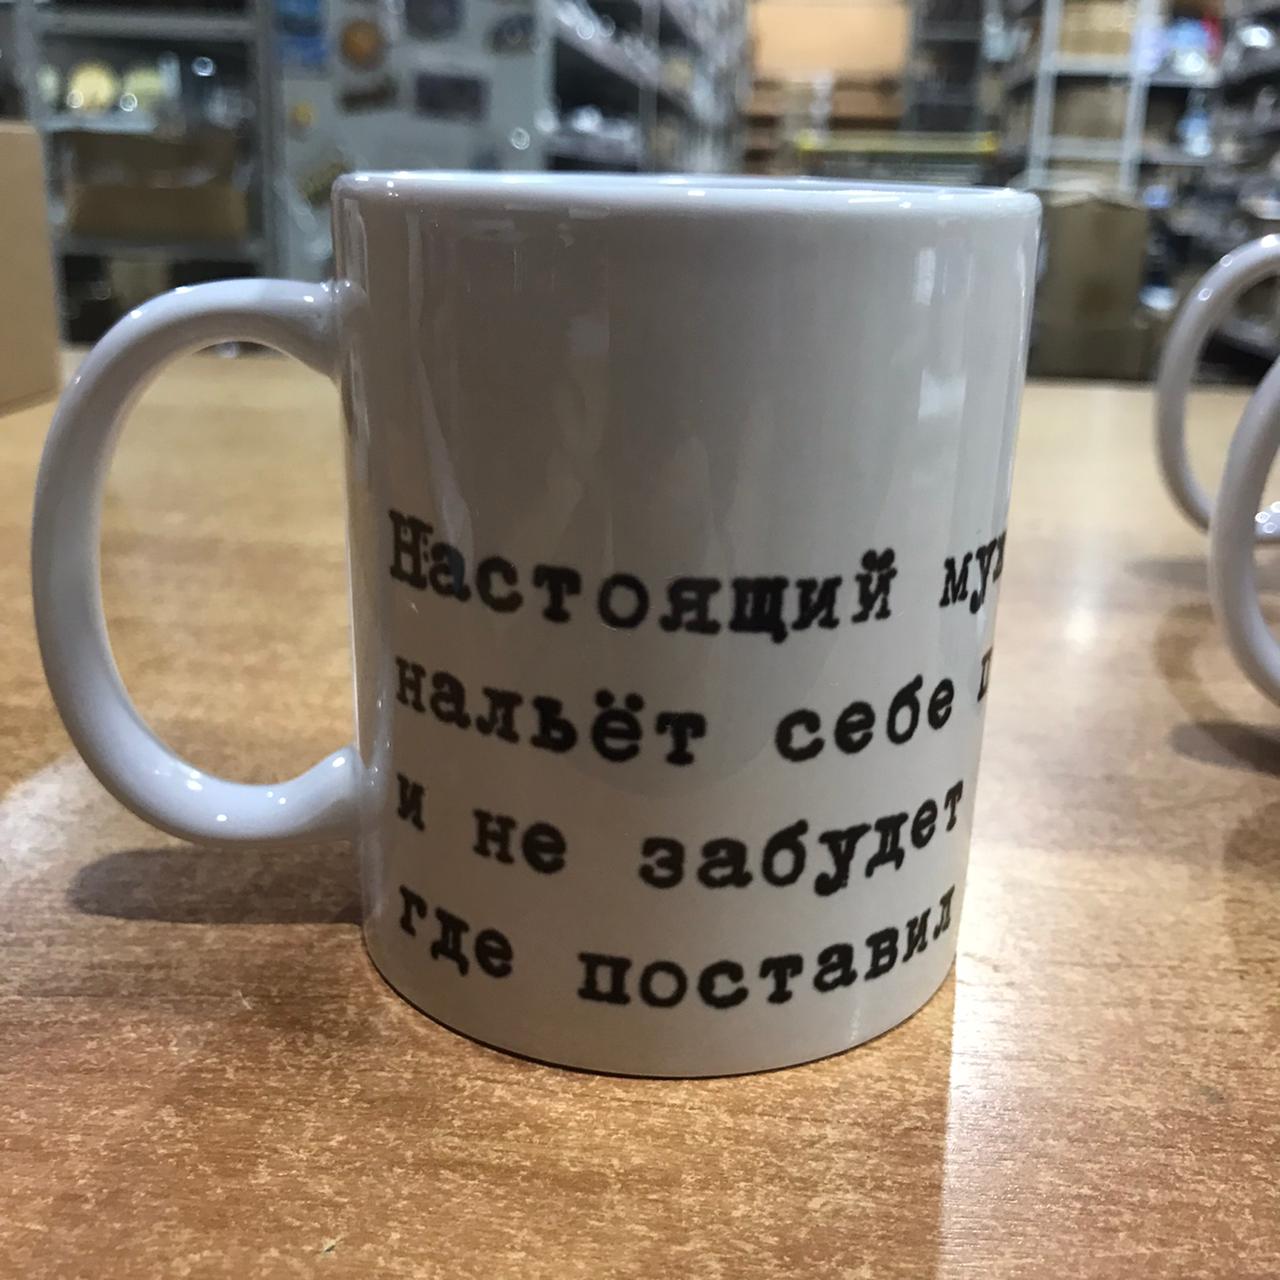 Настоящий
нальёт себе
и не забудет
где поставил